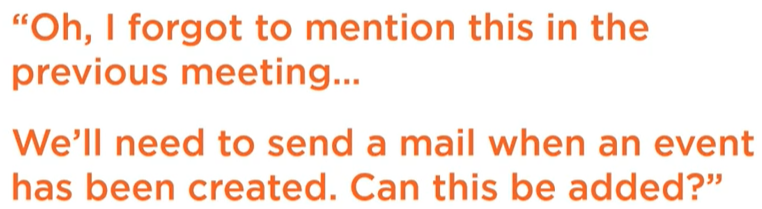 “Oh, I forgot to mention this in the
previous meeting...
We’ll need to send a mail when an event
has been created. Can this be added?”